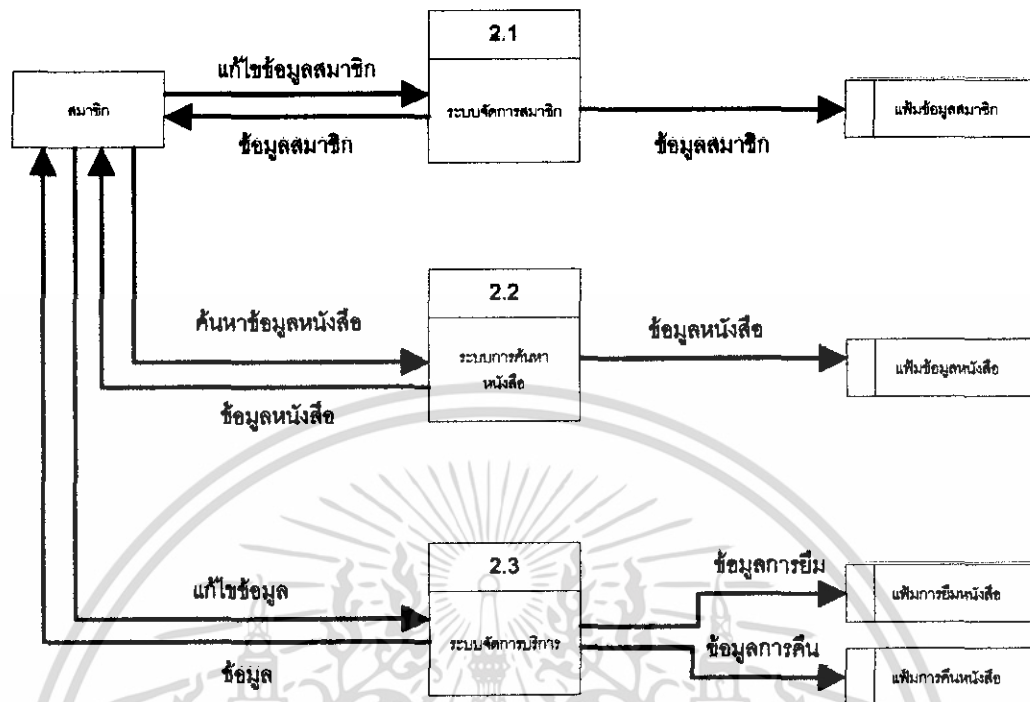 2.1
แก้ไขข้อมูลสมาชิก
สมาชิก
ระบบจัดการสมาชิก
แฟ้มข้อมูลสมาชิก
ข้อมูลสมาชิก
ข้อมูลสมาชิก
2.2
ค้นหาข้อมูลหนังสือ
ข้อมูลหนังสือ
ระบบการค้นหา
หนังสือ
แฟ้มข้อมูลหนังสือ
ข้อมูลหนังสือ
2.3
ข้อมูลการยืม
แก้ไขข้อมูล
แฟ้มการยืมหนังสือ
ระบบจัดการบริการ
ข้อมูลการคืน
ข้อมูล
แฟ้มการคืนหนังสือ